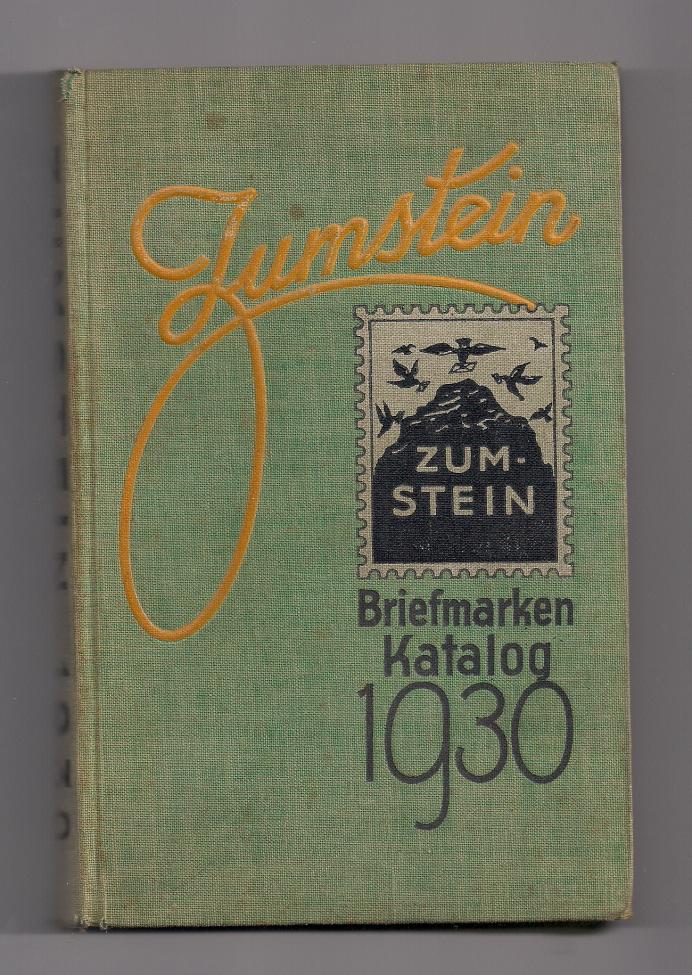 Zumstein
ZUM-
STEIN
Briefmarken
Katalog
1930